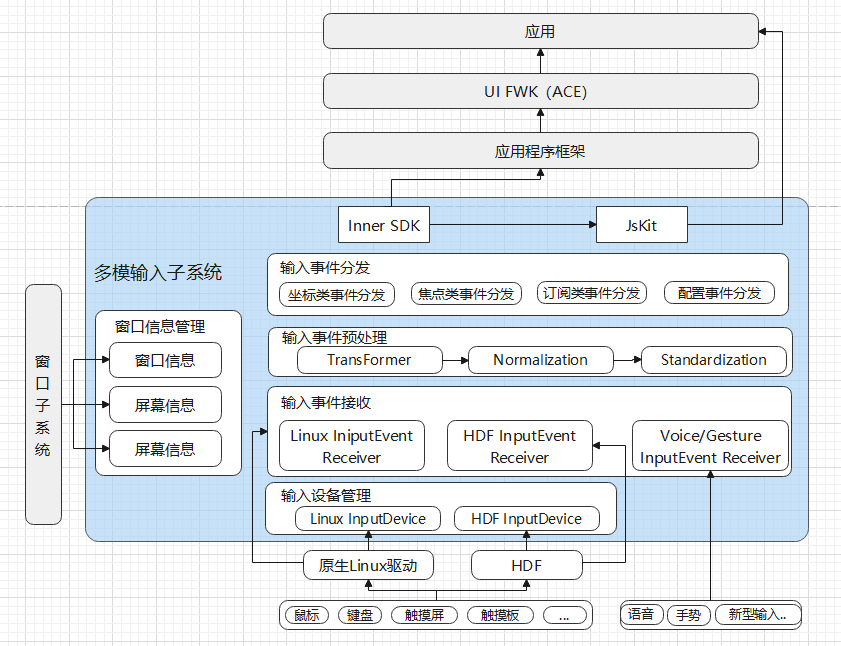 应用
UI FWK (ACE)
应用程序框架
Inner SDK
JsKit
多模输入子系统
输入事件分发
坐标类事件分发
焦点类事件分发
订阅类事件分发
配置事件分发
窗口子系统
窗口信息管理
窗口信息
屏幕信息
屏幕信息
输入事件预处理
TransFormer
Normalization
Standardization
输入事件接收
Linux IniputEvent
Receiver
HDF InputEvent
Receiver
Voice/Gesture
InputEvent Receiver
输入设备管理
Linux InputDevice
HDF InputDevice
原生Linux驱动
HDF
鼠标
键盘
触摸屏
触摸板
...
语音
手势
新型输入..